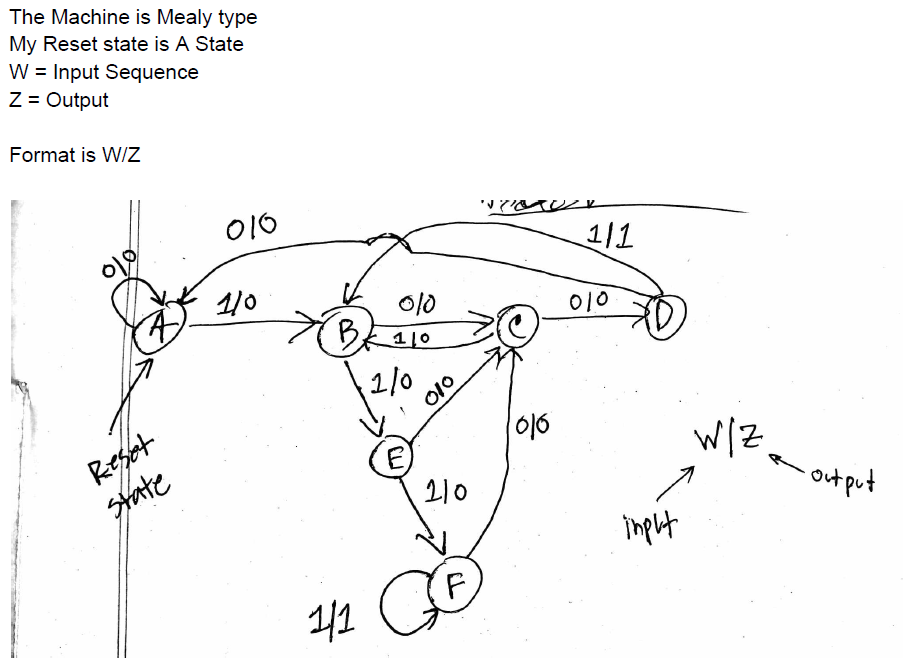 The Machine is Mealy type
My Reset state is A State
W = Input Sequence
Z = Output
Format is W/Z
0/0
1/1
0/0
1/0
0/0
0/0
A
B
1/0
C
D
1/0
0/0
0/0
W/Z
Reset
state
E
1/0
output
input
F
1/1